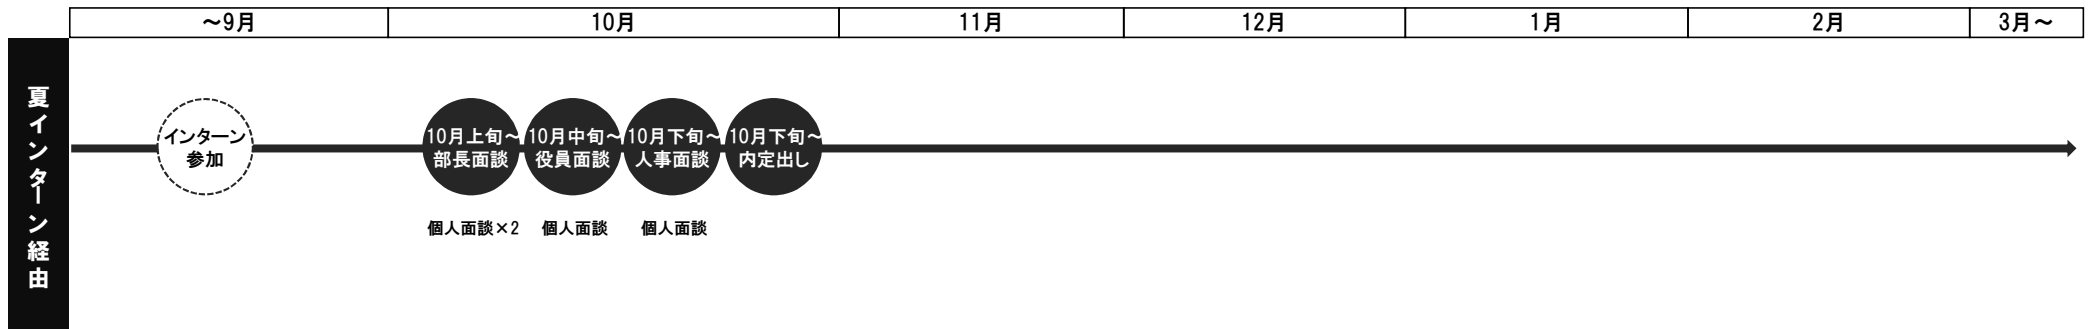 ～9月
10月
11月
12月
1月
2月
3月～
夏インターン経由
インターン
参加
10月上旬～
部長面談
10月中旬～
役員面談
10月下旬～
人事面談
10月下旬～
内定出し
個人面談×2
個人面談
個人面談